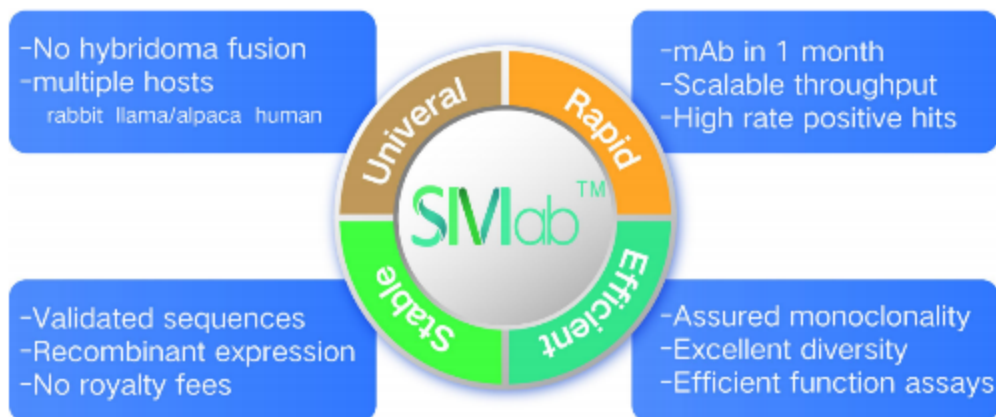 -No hybridoma fusion
-multiple hosts
rabbit llama/alpaca human
-mAb in 1 month
-Scalable throughput
-High rate positive hits
Univeral
Rapid
SIMab™
Stable
Efficient
-Validated sequences
-Recombinant expression
-No royalty fees
-Assured monoclonality
-Excellent diversity
-Efficient function assays